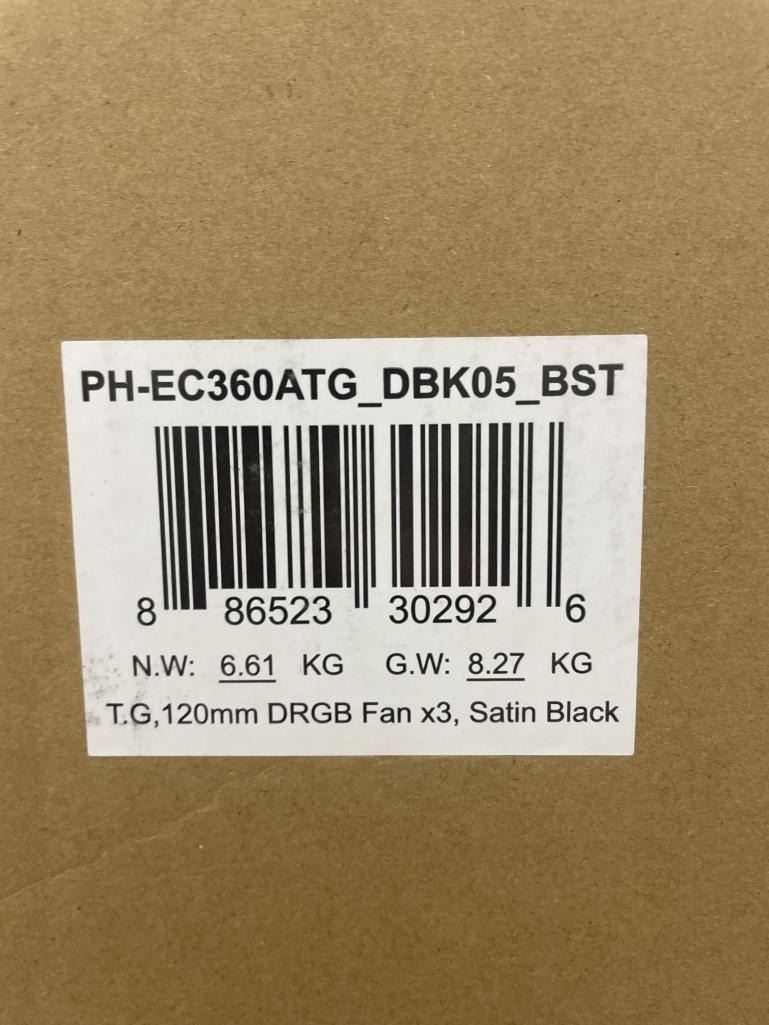 PH-EC360ATG_DBK05_BST
8 86523 30292 6
N.W: 6.61 KG G.W: 8.27 KG
T.G,120mm DRGB Fan x3, Satin Black